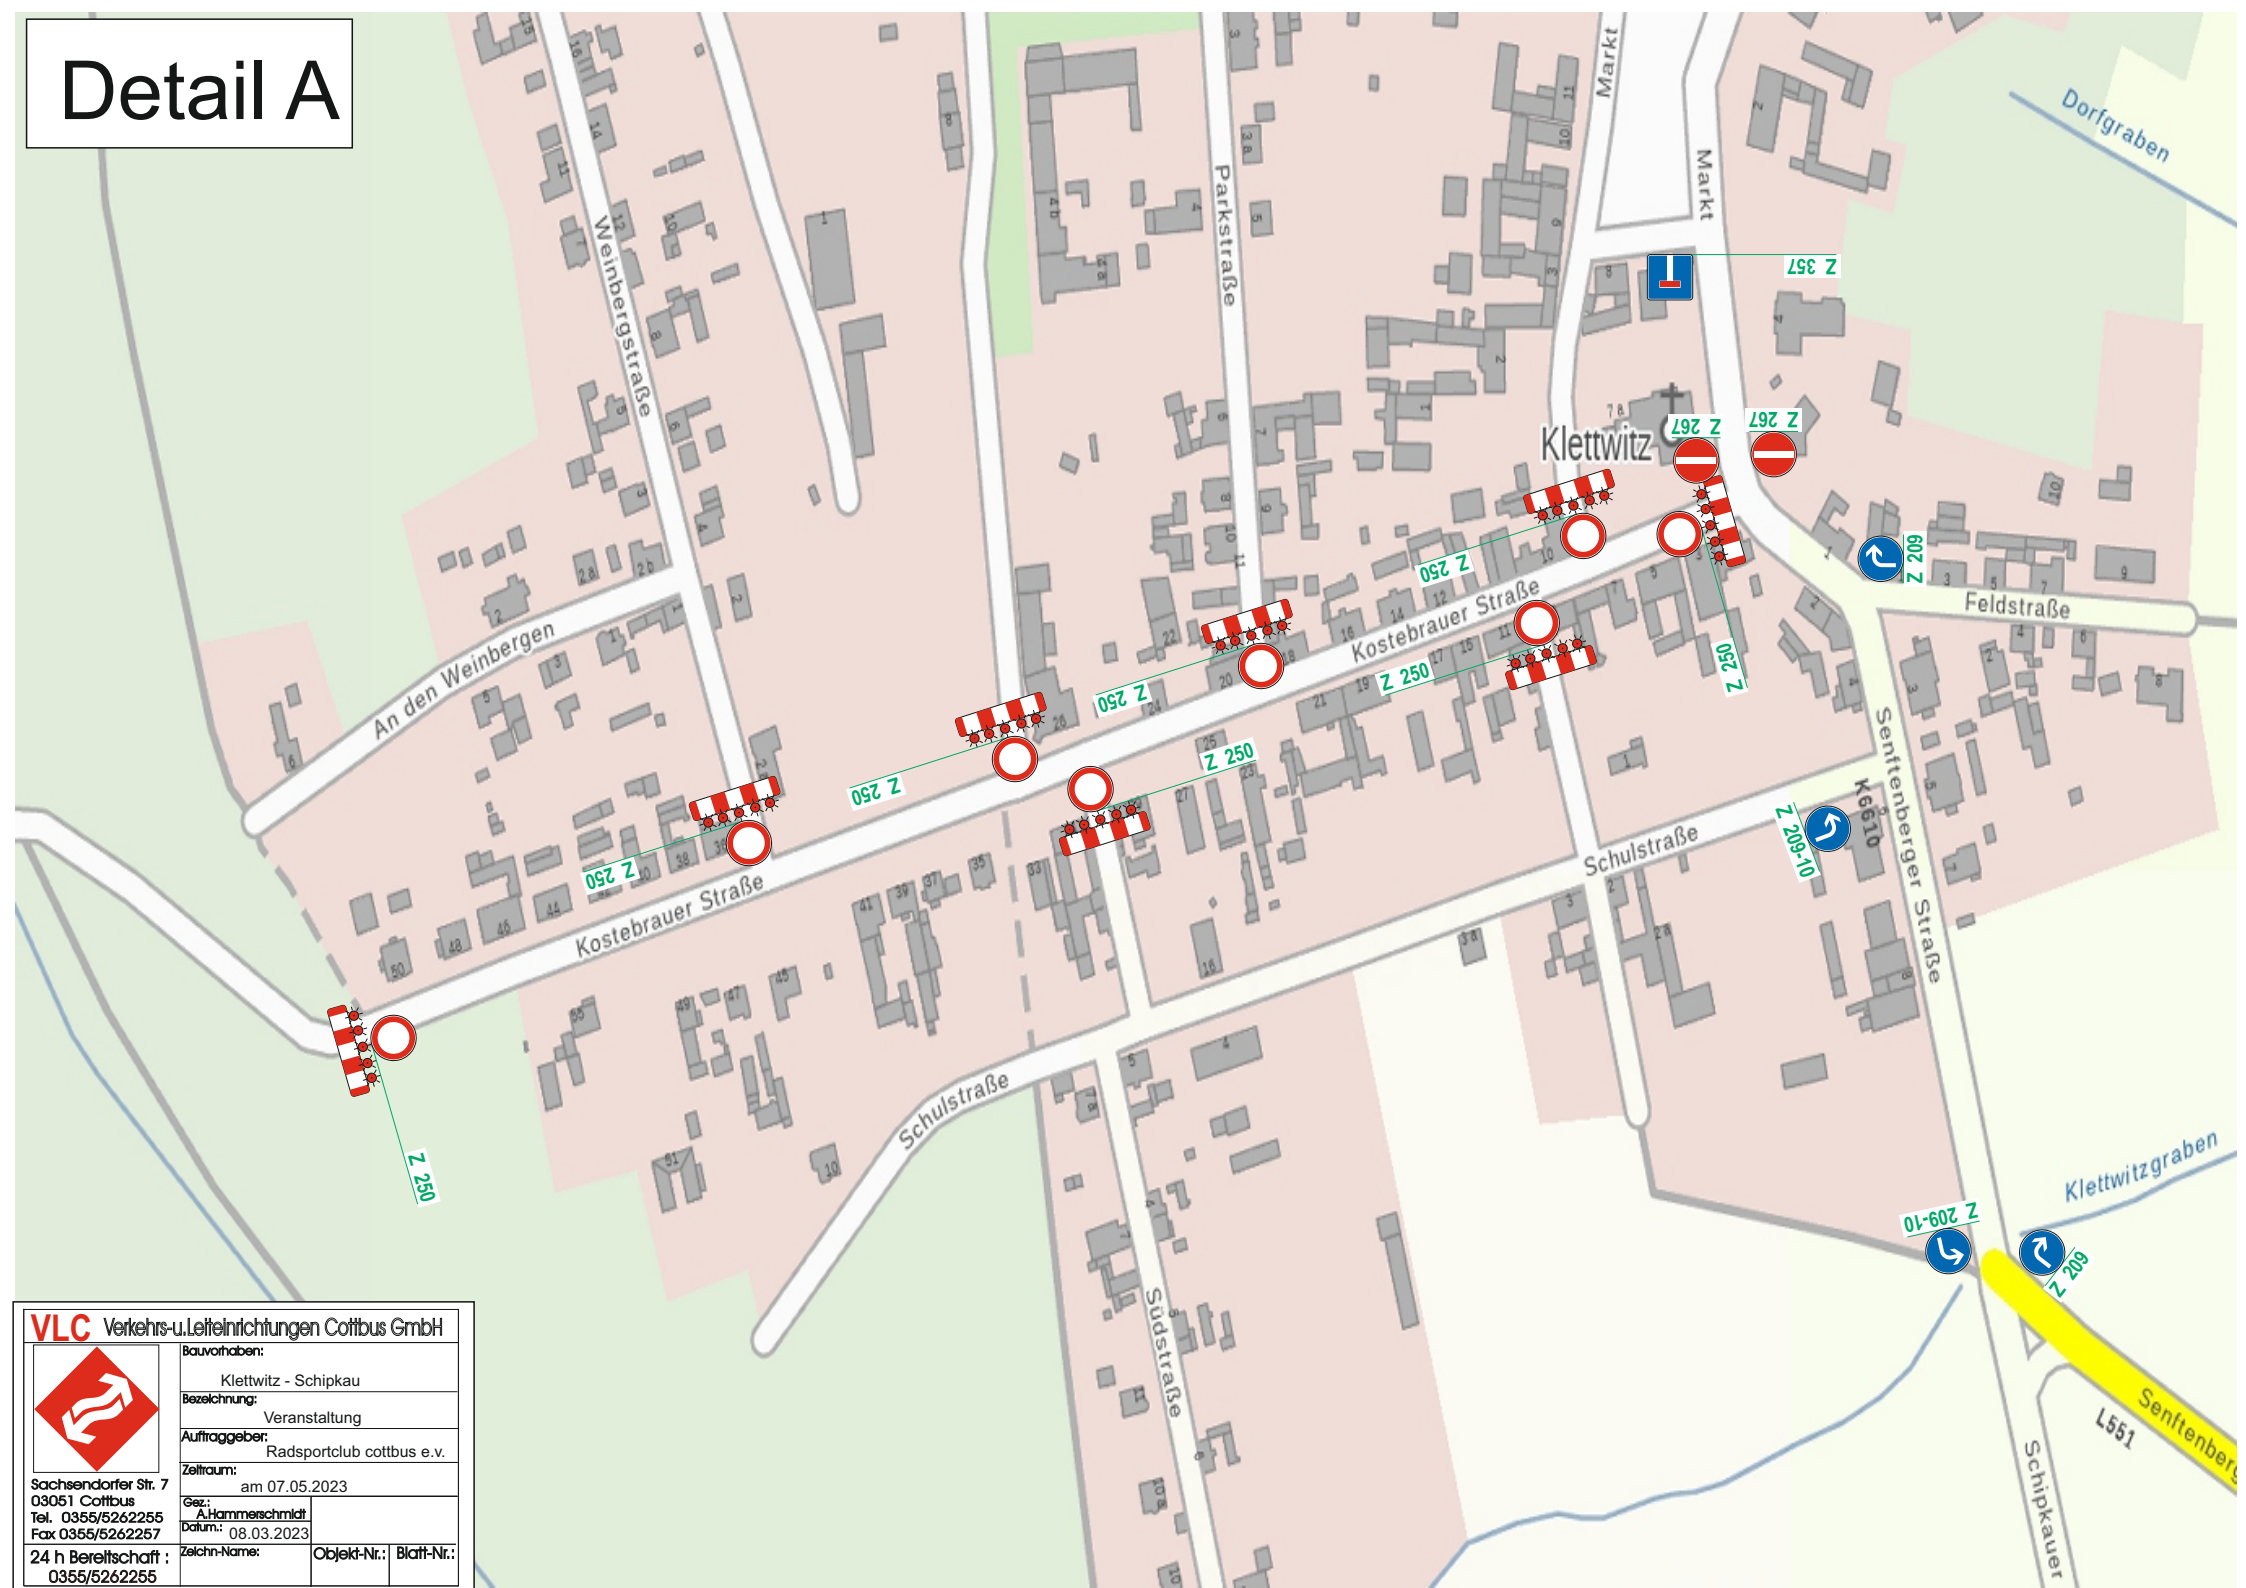 Detail A
Dorfgraben
Markt
Markt
Parkstraße
Weinbergstraße
Z 357
Z 267
Z 267
Klettwitz
7a
Z 250
Z 209
Feldstraße
Kostebrauer Straße
An den Weinbergen
Z 250
Z 250
Z 250
Z 250
Z 250
Z 250
Senftenberger Straße
K6610
Schulstraße
Z 209-10
Kostebrauer Straße
Schulstraße
Z 250
Klettwitzgraben
Z 209-10
Z 209
Südstraße
Senftenberg
L551
Schipkauer
VLC Verkehrs-u.Leiteinrichtungen Cottbus GmbH
Bauvorhaben:
Klettwitz - Schipkau
Bezeichnung:
Veranstaltung
Auftraggeber:
Radsportclub cottbus e.v.
Zeitraum:
am 07.05.2023
Sachsendorfer Str. 7
03051 Cottbus
Tel. 0355/5262255
Fax 0355/5262257
Gez.:
A.Hammerschmidt
Datum.: 08.03.2023
24 h Bereitschaft :
0355/5262255
Zeichn-Name:
Objekt-Nr.:
Blatt-Nr.: